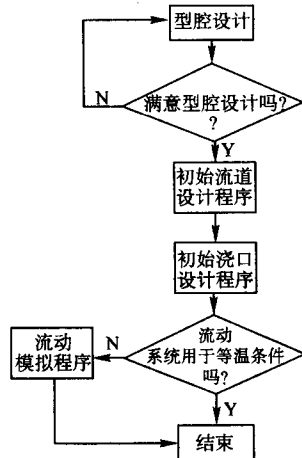 型腔设计
N
满意型腔设计吗?
?
Y
初始流道
设计程序
初始浇口
设计程序
流动
系统用于等温条件
吗?
N
流动
模拟程序
Y
结束